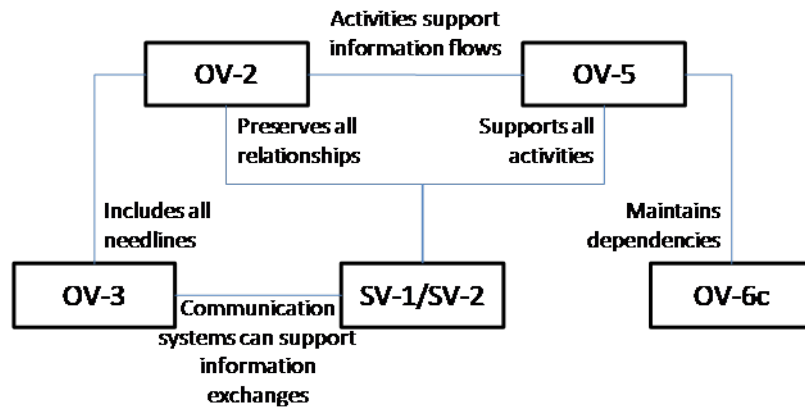 Activities support
information flows
OV-2
OV-5
Preserves all
relationships
Supports all
activities
Includes all
needlines
Maintains
dependencies
OV-3
SV-1/SV-2
OV-6c
Communication
systems can support
information
exchanges